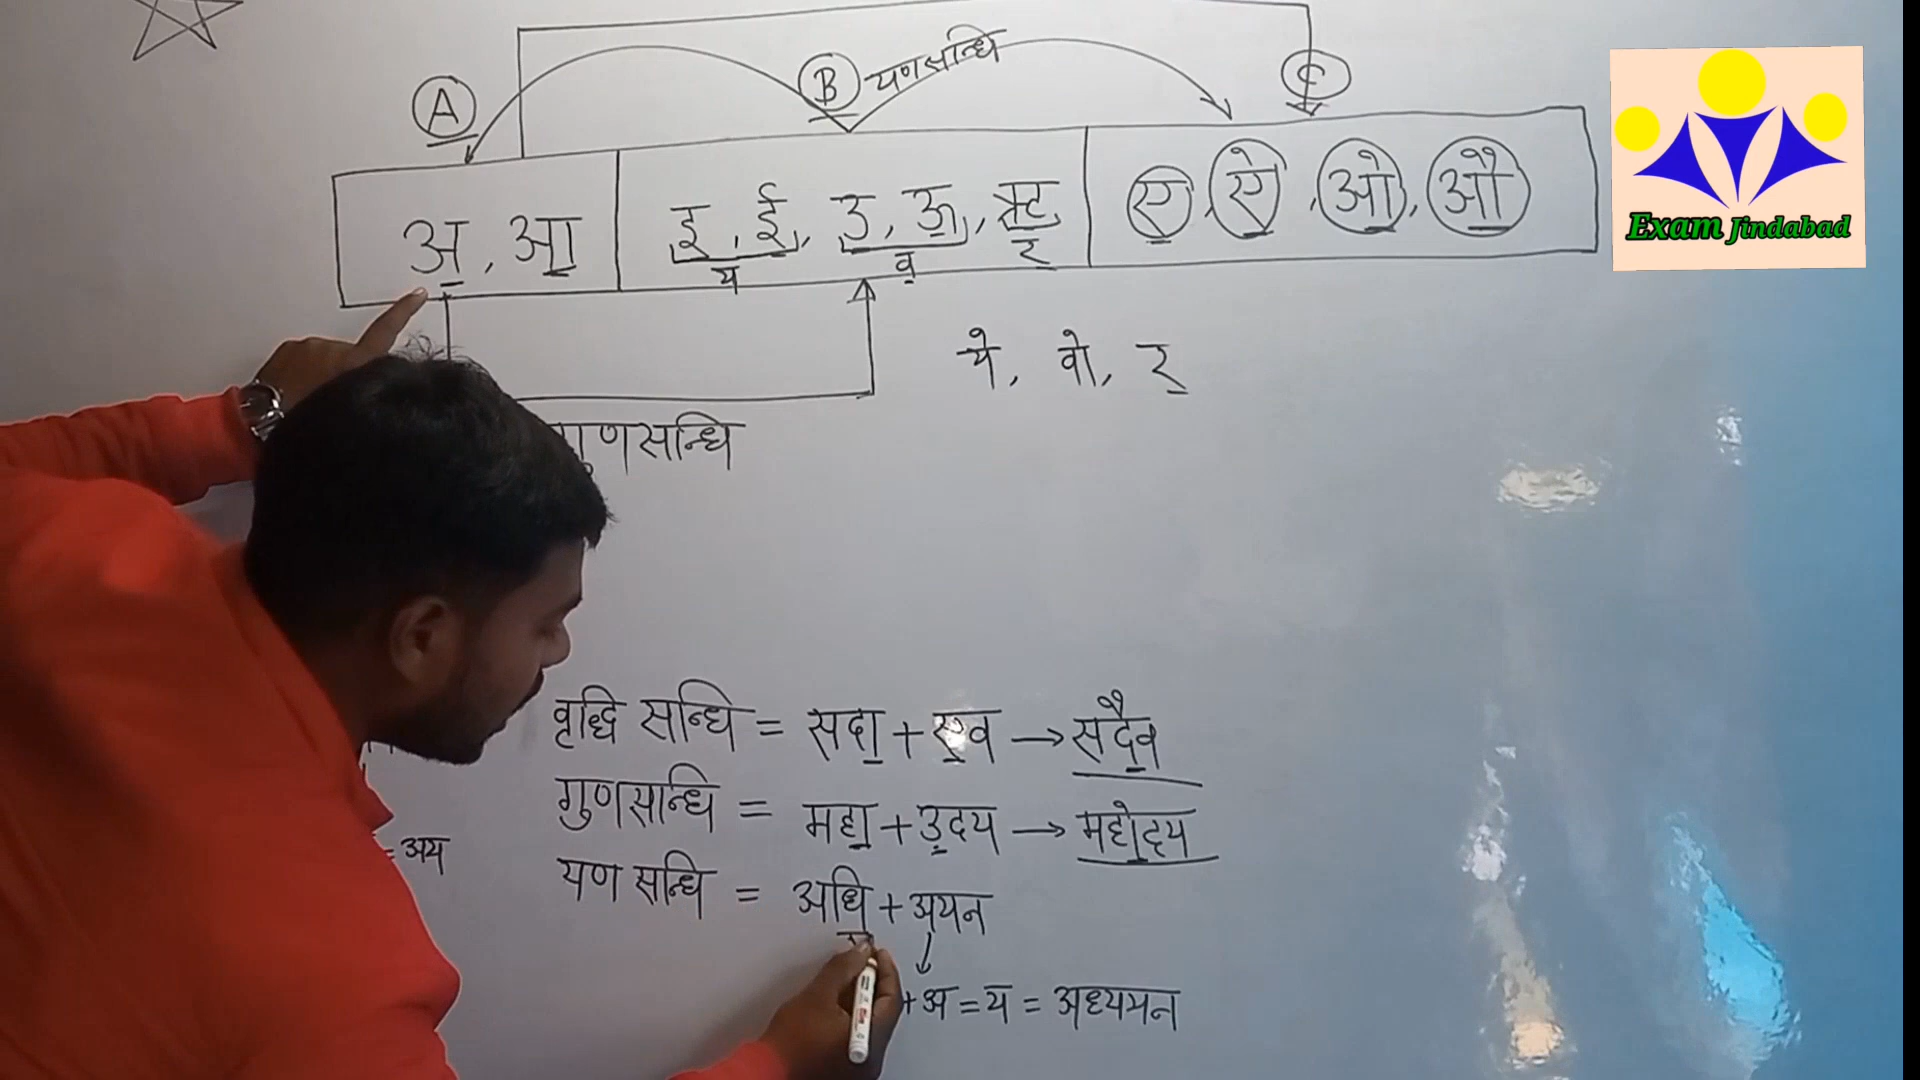 A B यणसन्धि C
अ, आ इ, ई, उ, ऊ, ऋ ए, ऐ, ओ, औ
य व र
Exam Jindabad
ये, वो, र्
गुणसन्धि
वृद्धि सन्धि = सदा + एव → सदैव
गुणसन्धि = महा + उदय → महोदय
= अय
यण सन्धि = अधि + अयन
+ अ = य = अध्ययन